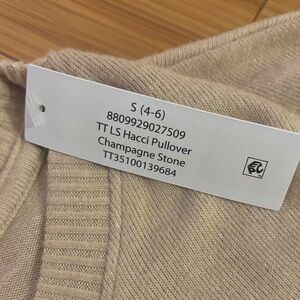 S (4-6)
8809929027509
TT LS Hacci Pullover
Champagne Stone
TT35100139684